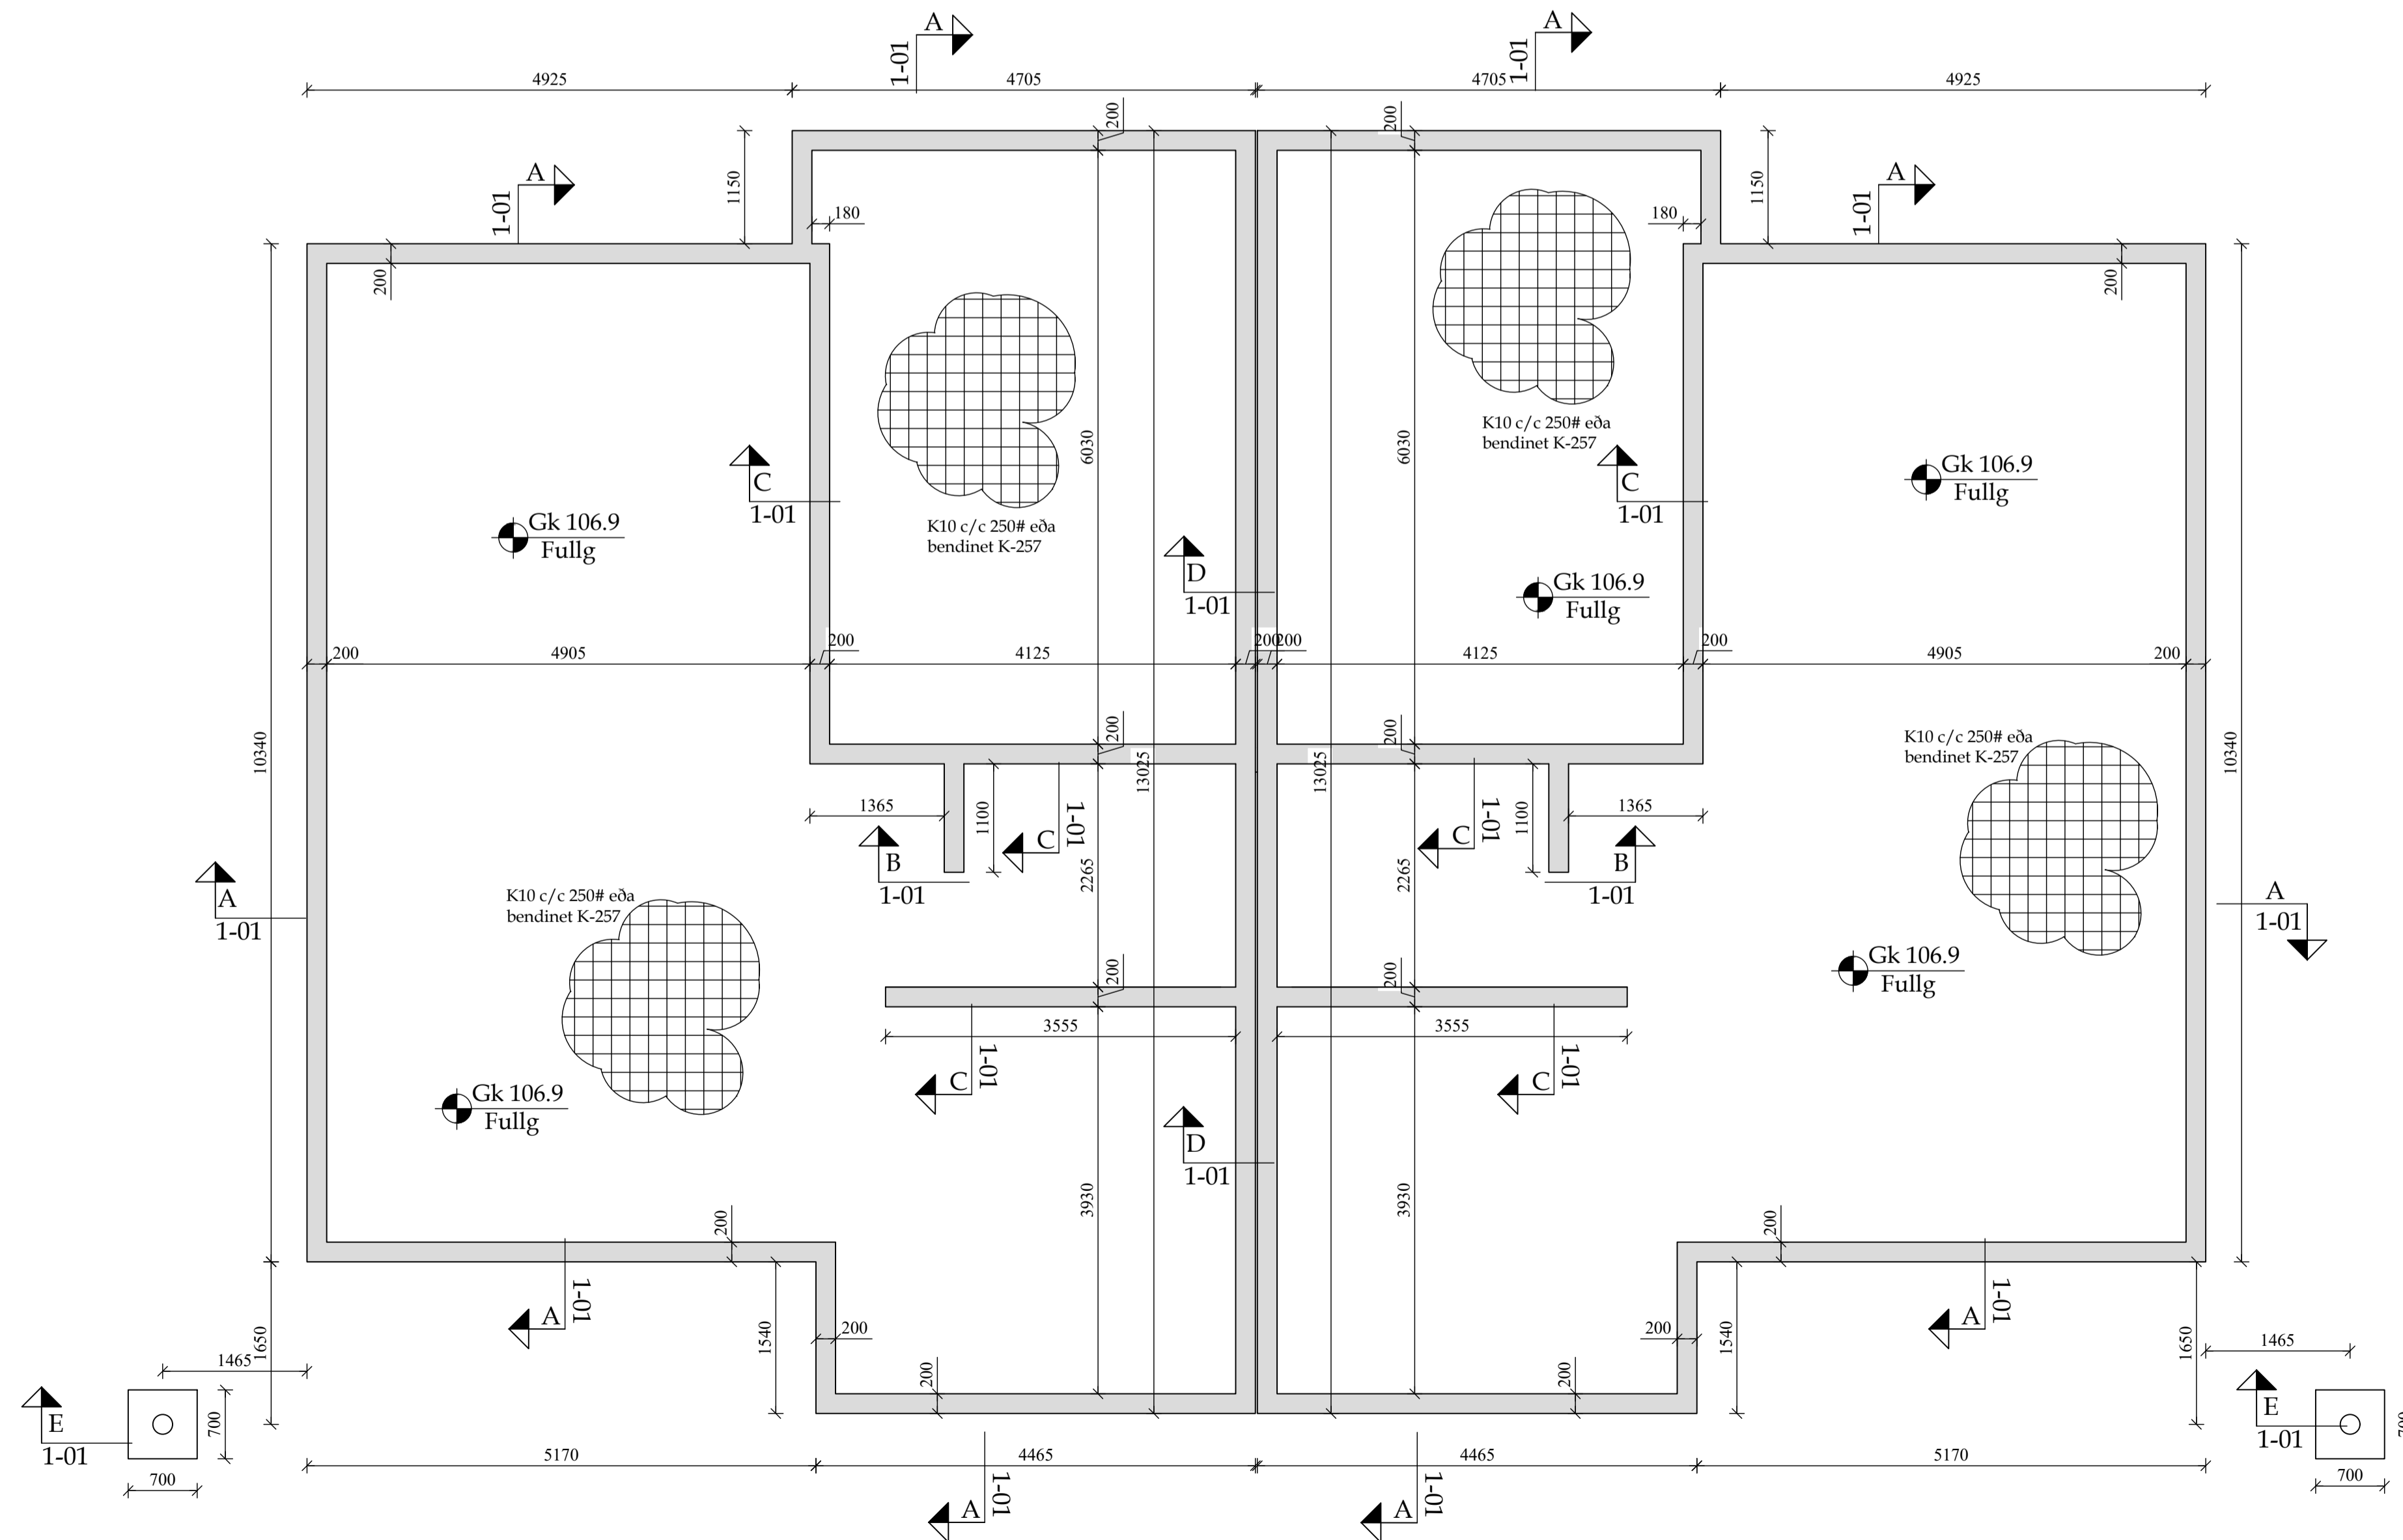 A
1-01
A
1-01
4925
4705
4705
4925
200
200
1150
1150
A
1-01
A
1-01
180
180
200
200
K10 c/c 250# eða
bendinet K-257
6030
6030
C
1-01
C
1-01
Gk 106.9
Fullg
Gk 106.9
Fullg
K10 c/c 250# eða
bendinet K-257
D
1-01
Gk 106.9
Fullg
200
4905
200
4125
200
200
4125
200
4905
200
10340
200
13025
13025
200
K10 c/c 250# eða
bendinet K-257
10340
1365
1100
C
1-01
C
1-01
1100
1365
B
1-01
2265
2265
B
1-01
A
1-01
K10 c/c 250# eða
bendinet K-257
A
1-01
200
200
Gk 106.9
Fullg
3555
3555
C
1-01
C
1-01
Gk 106.9
Fullg
D
1-01
3930
3930
200
200
A
1-01
A
1-01
1650
1540
200
200
1540
1650
1465
1465
200
200
E
1-01
700
700
E
1-01
700
700
5170
4465
4465
5170
A
1-01
A
1-01